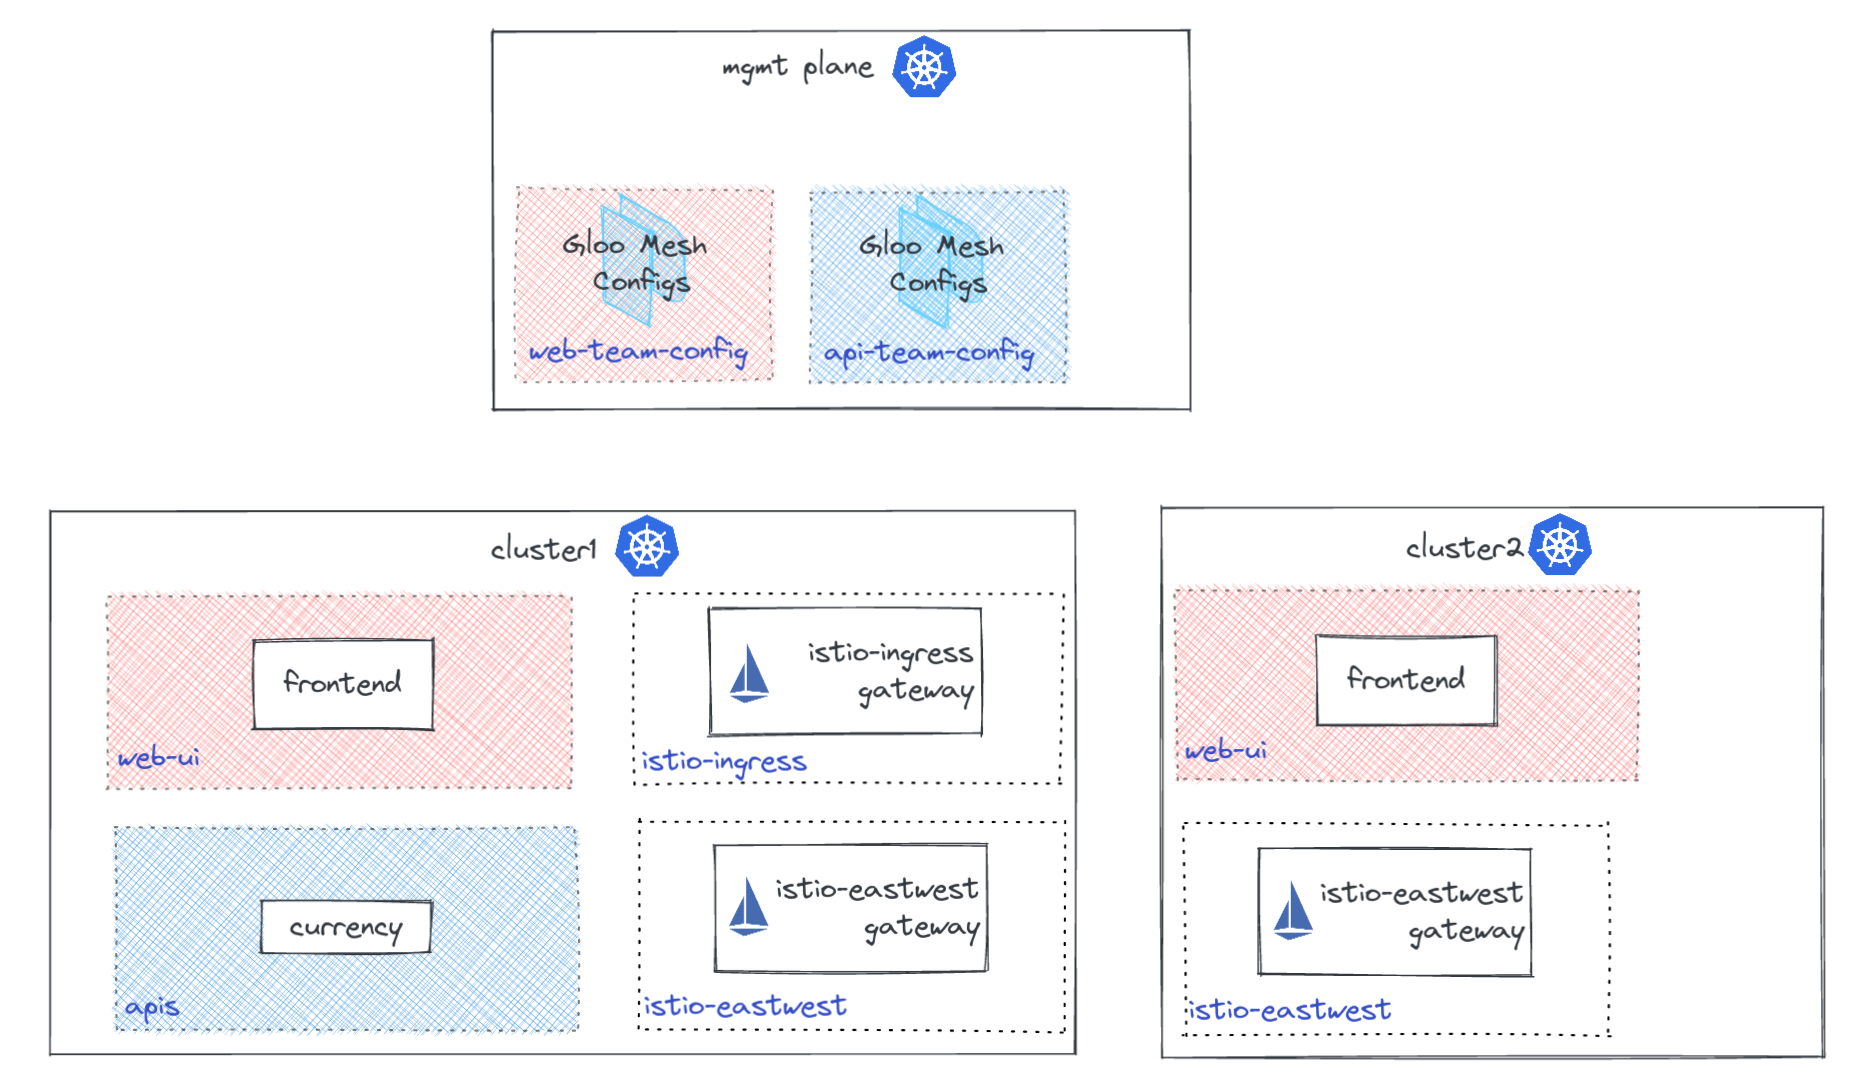 mgmt plane
Gloo Mesh
Configs
web-team-config
Gloo Mesh
Configs
api-team-config
cluster1
frontend
web-ui
istio-ingress
gateway
istio-ingress
currency
apis
istio-eastwest
gateway
istio-eastwest
cluster2
frontend
web-ui
istio-eastwest
gateway
istio-eastwest